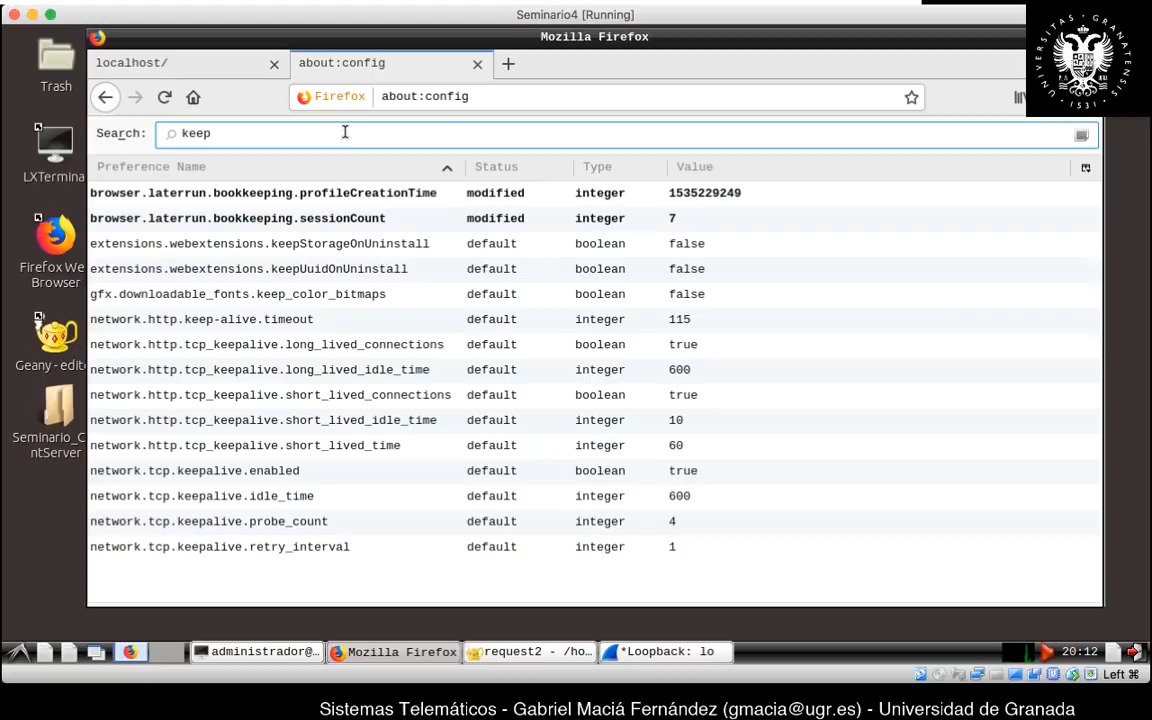 Seminario4 [Running]
Mozilla Firefox
UNIVERSITAS GRANATENSIS 1531
Trash
localhost/
about:config
Firefox
about:config
Search:
keep
Preference Name Status Type Value
browser.laterrun.bookkeeping.profileCreationTime modified integer 1535229249
browser.laterrun.bookkeeping.sessionCount modified integer 7
extensions.webextensions.keepStorageOnUninstall default boolean false
extensions.webextensions.keepUuidOnUninstall default boolean false
gfx.downloadable_fonts.keep_color_bitmaps default boolean false
network.http.keep-alive.timeout default integer 115
network.http.tcp_keepalive.long_lived_connections default boolean true
network.http.tcp_keepalive.long_lived_idle_time default integer 600
network.http.tcp_keepalive.short_lived_connections default boolean true
network.http.tcp_keepalive.short_lived_idle_time default integer 10
network.http.tcp_keepalive.short_lived_time default integer 60
network.tcp.keepalive.enabled default boolean true
network.tcp.keepalive.idle_time default integer 600
network.tcp.keepalive.probe_count default integer 4
network.tcp.keepalive.retry_interval default integer 1
LXTermina
Firefox We
Browser
Geany - edit
Seminario_C
ntServer
administrador@...
Mozilla Firefox
request2 - /ho...
*Loopback: lo
20:12
Left ⌘
Sistemas Telemáticos - Gabriel Maciá Fernández (gmacia@ugr.es) - Universidad de Granada